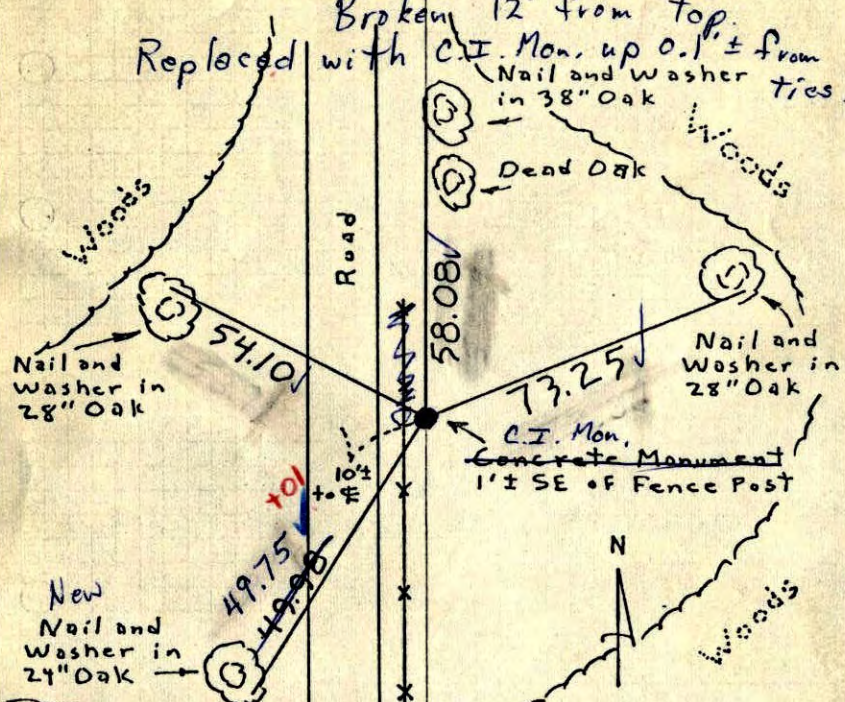 Broken 12" from top.
Replaced with C.I. Mon. up 0.1' ± from
ties.
Nail and Washer
in 38" Oak
Woods
Dead Oak
Woods
Road
58.08
54.10
73.25
Nail and
Washer in
28" Oak
Nail and
Washer in
28" Oak
C.I. Mon.
Concrete Monument
1'± SE of Fence Post
10'±
to ℄
+01
49.75
49.98
N
New
Nail and
Washer in
24" Oak
Woods